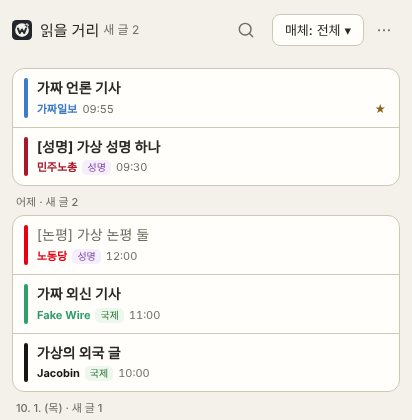 읽을 거리 새 글 2
매체: 전체 ▾
가짜 언론 기사
가짜일보 09:55
★
[성명] 가상 성명 하나
민주노총 성명 09:30
어제 · 새 글 2
[논평] 가상 논평 둘
노동당 성명 12:00
가짜 외신 기사
Fake Wire 국제 11:00
가상의 외국 글
Jacobin 국제 10:00
10. 1. (목) · 새 글 1